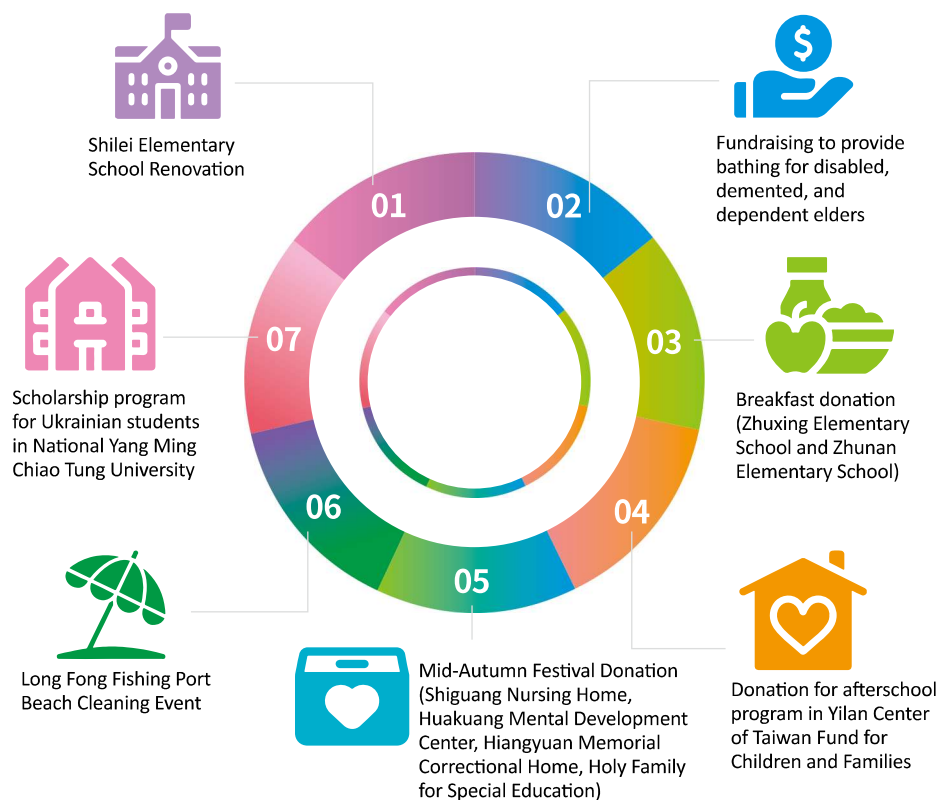 01
Shilei Elementary
School Renovation
02
$
Fundraising to provide
bathing for disabled,
demented, and
dependent elders
03
Breakfast donation
(Zhuxing Elementary
School and Zhunan
Elementary School)
04
Donation for afterschool
program in Yilan Center
of Taiwan Fund for
Children and Families
05
Mid-Autumn Festival Donation
(Shiguang Nursing Home,
Huakuang Mental Development
Center, Hiangyuan Memorial
Correctional Home, Holy Family
for Special Education)
06
Long Fong Fishing Port
Beach Cleaning Event
07
Scholarship program
for Ukrainian students
in National Yang Ming
Chiao Tung University